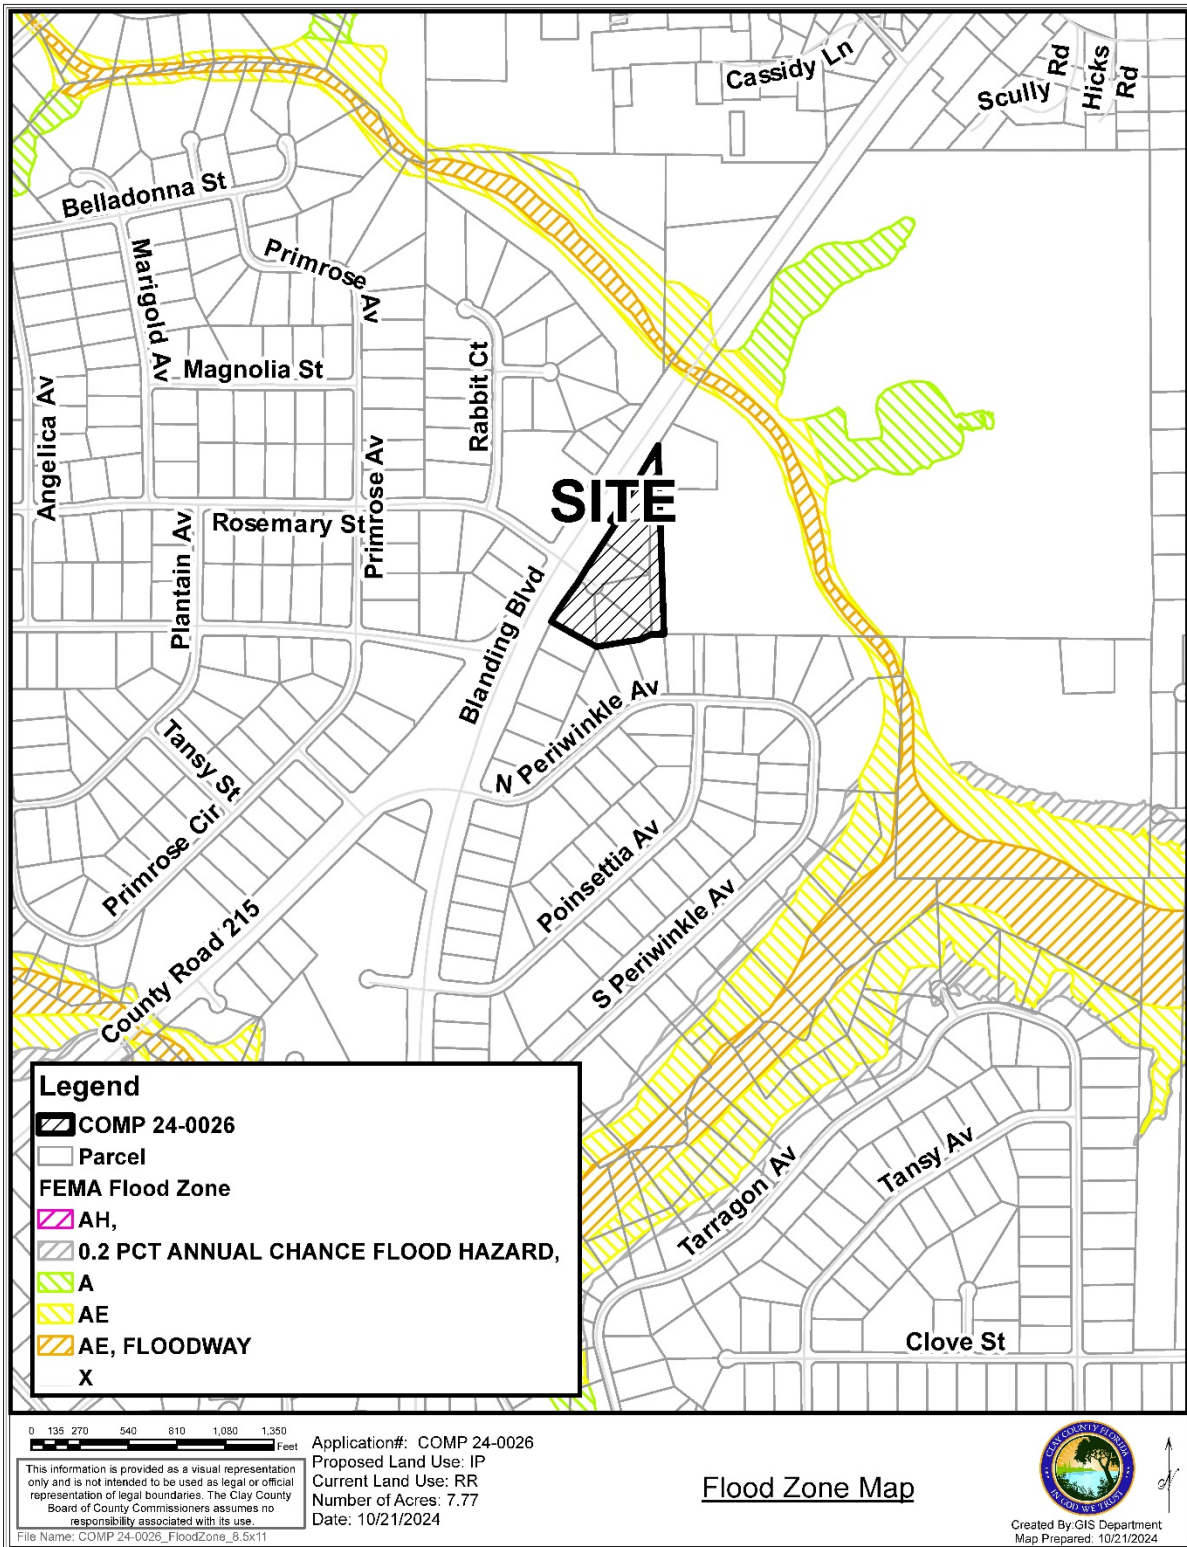 Cassidy Ln
Scully Rd
Hicks Rd
Belladonna St
Marigold Av
Primrose Av
Magnolia St
Rabbit Ct
Angelica Av
SITE
Primrose Av
Rosemary St
Plantain Av
Blanding Blvd
N Periwinkle Av
Tansy St
Primrose Cir
Poinsettia Av
S Periwinkle Av
County Road 215
Tarragon Av
Tansy Av
Clove St
Legend
COMP 24-0026
Parcel
FEMA Flood Zone
AH,
0.2 PCT ANNUAL CHANCE FLOOD HAZARD,
A
AE
AE, FLOODWAY
X
0 135 270 540 810 1,080 1,350
Feet
This information is provided as a visual representation
only and is not intended to be used as legal or official
representation of legal boundaries. The Clay County
Board of County Commissioners assumes no
responsibility associated with its use.
File Name: COMP 24-0026_FloodZone_8.5x11
Application#: COMP 24-0026
Proposed Land Use: IP
Current Land Use: RR
Number of Acres: 7.77
Date: 10/21/2024
Flood Zone Map
CLAY COUNTY FLORIDA
IN GOD WE TRUST
N
Created By:GIS Department
Map Prepared: 10/21/2024